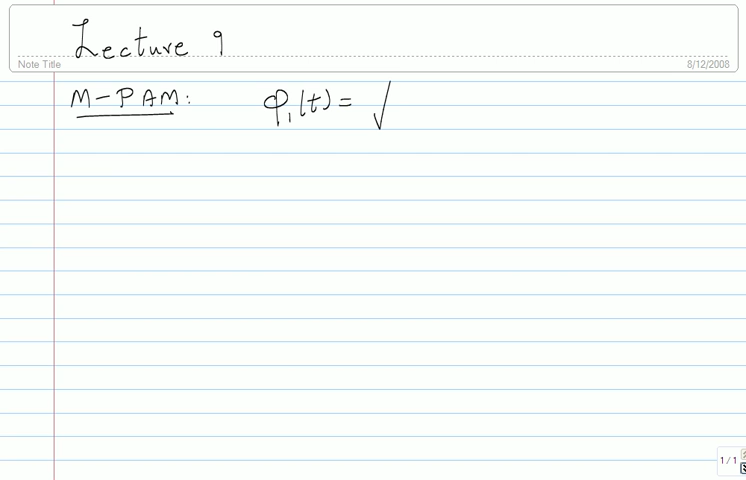 Lecture 9
Note Title
8/12/2008
M-PAM: φ₁(t) = √
1/1